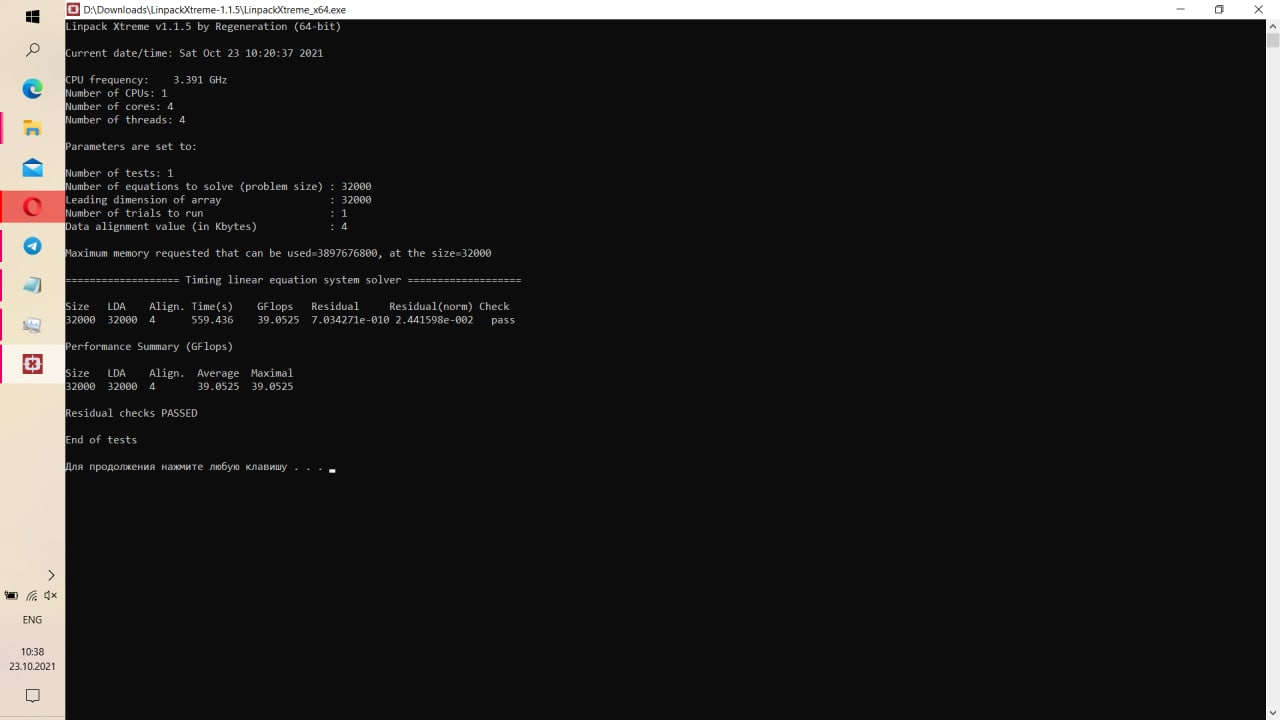 D:\Downloads\LinpackXtreme-1.1.5\LinpackXtreme_x64.exe
Linpack Xtreme v1.1.5 by Regeneration (64-bit)
Current date/time: Sat Oct 23 10:20:37 2021
CPU frequency:    3.391 GHz
Number of CPUs: 1
Number of cores: 4
Number of threads: 4
Parameters are set to:
Number of tests: 1
Number of equations to solve (problem size) : 32000
Leading dimension of array                  : 32000
Number of trials to run                     : 1
Data alignment value (in Kbytes)            : 4
Maximum memory requested that can be used=3897676800, at the size=32000
=================== Timing linear equation system solver ===================
Size   LDA    Align. Time(s)    GFlops   Residual     Residual(norm) Check
32000  32000  4      559.436    39.0525  7.034271e-010 2.441598e-002   pass
Performance Summary (GFlops)
Size   LDA    Align.  Average  Maximal
32000  32000  4       39.0525  39.0525
Residual checks PASSED
End of tests
Для продолжения нажмите любую клавишу . . .
ENG
10:38
23.10.2021